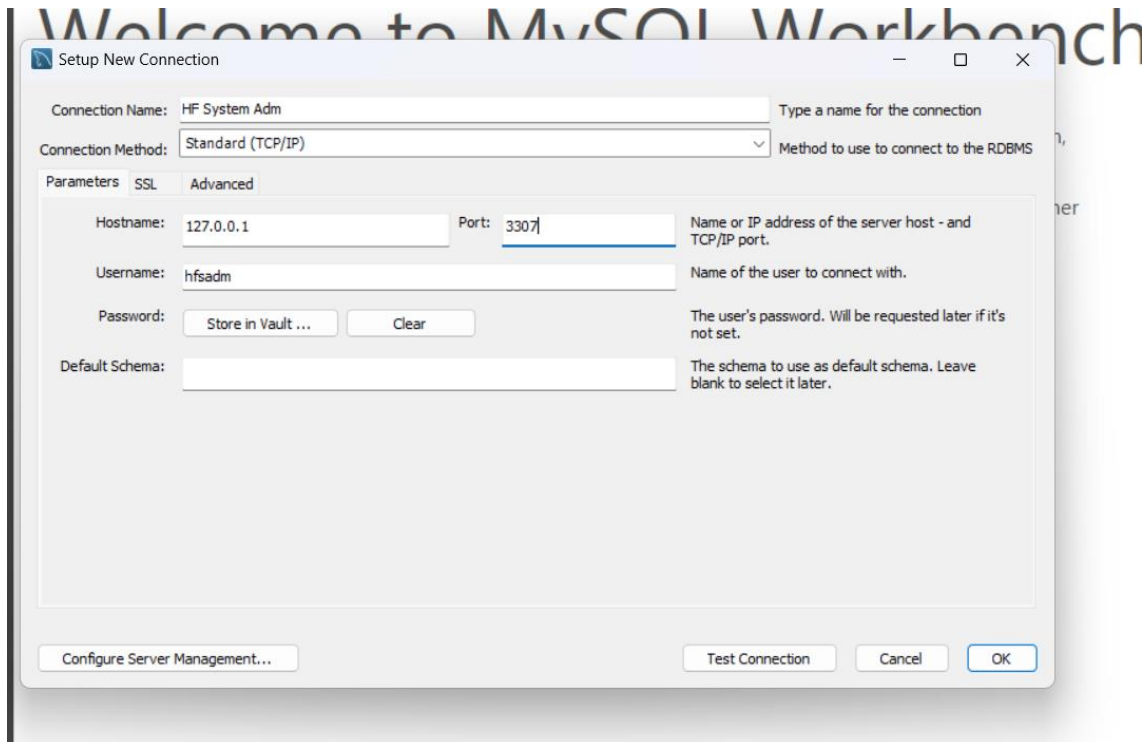 Welcome to MySQL Workbench
Setup New Connection
Connection Name: HF System Adm Type a name for the connection
Connection Method: Standard (TCP/IP) Method to use to connect to the RDBMS
n,
Parameters SSL Advanced
her
Hostname: 127.0.0.1 Port: 3307 Name or IP address of the server host - and
TCP/IP port.
Username: hfsadm Name of the user to connect with.
Password: Store in Vault ... Clear The user's password. Will be requested later if it's
not set.
Default Schema: The schema to use as default schema. Leave
blank to select it later.
Configure Server Management... Test Connection Cancel OK